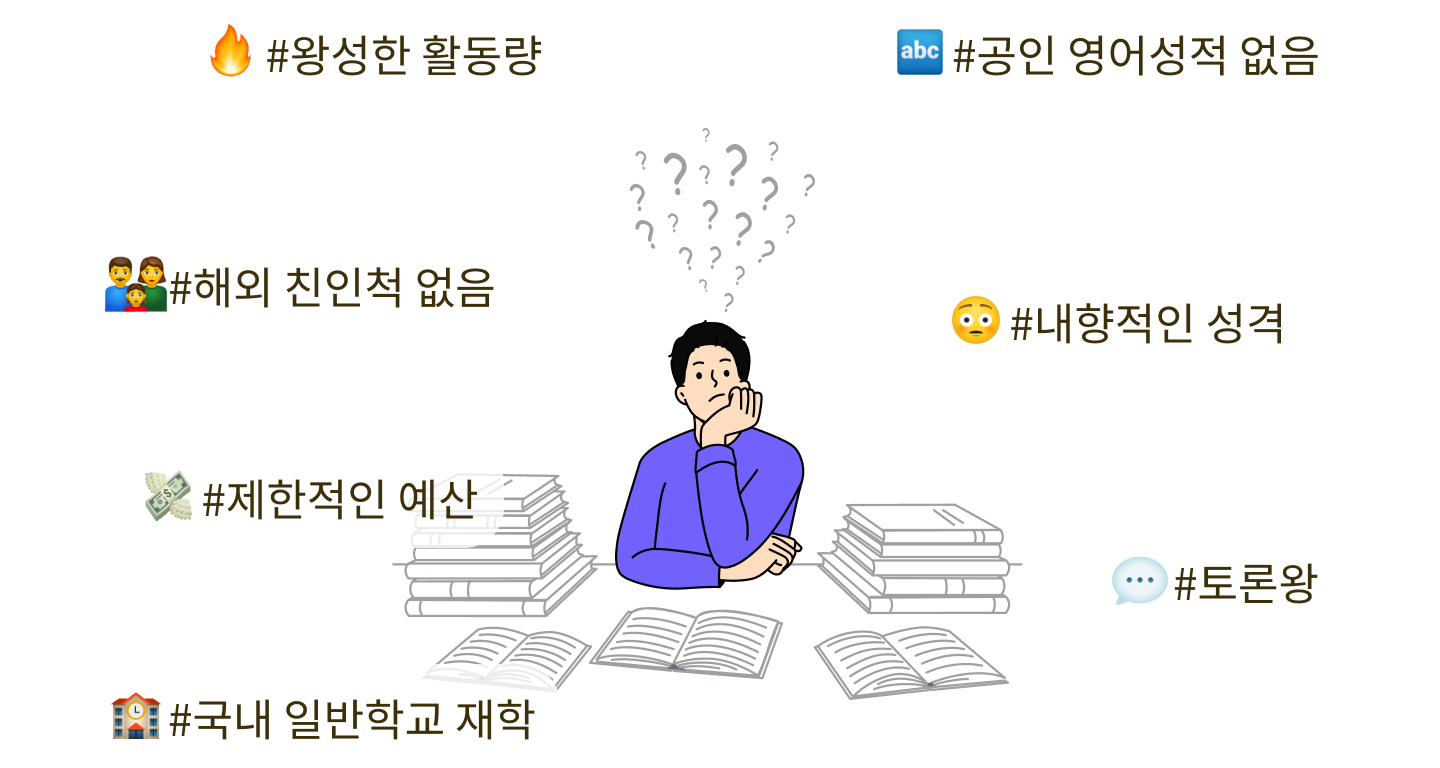 #왕성한 활동량
abc #공인 영어성적 없음
#해외 친인척 없음
#내향적인 성격
#제한적인 예산
#토론왕
#국내 일반학교 재학